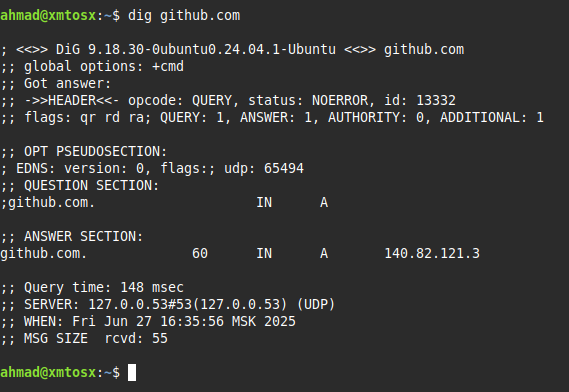 ahmad@xmtosx:~$ dig github.com

; <<>> DiG 9.18.30-0ubuntu0.24.04.1-Ubuntu <<>> github.com
;; global options: +cmd
;; Got answer:
;; ->>HEADER<<- opcode: QUERY, status: NOERROR, id: 13332
;; flags: qr rd ra; QUERY: 1, ANSWER: 1, AUTHORITY: 0, ADDITIONAL: 1

;; OPT PSEUDOSECTION:
; EDNS: version: 0, flags:; udp: 65494
;; QUESTION SECTION:
;github.com.                    IN      A

;; ANSWER SECTION:
github.com.             60      IN      A       140.82.121.3

;; Query time: 148 msec
;; SERVER: 127.0.0.53#53(127.0.0.53) (UDP)
;; WHEN: Fri Jun 27 16:35:56 MSK 2025
;; MSG SIZE  rcvd: 55

ahmad@xmtosx:~$